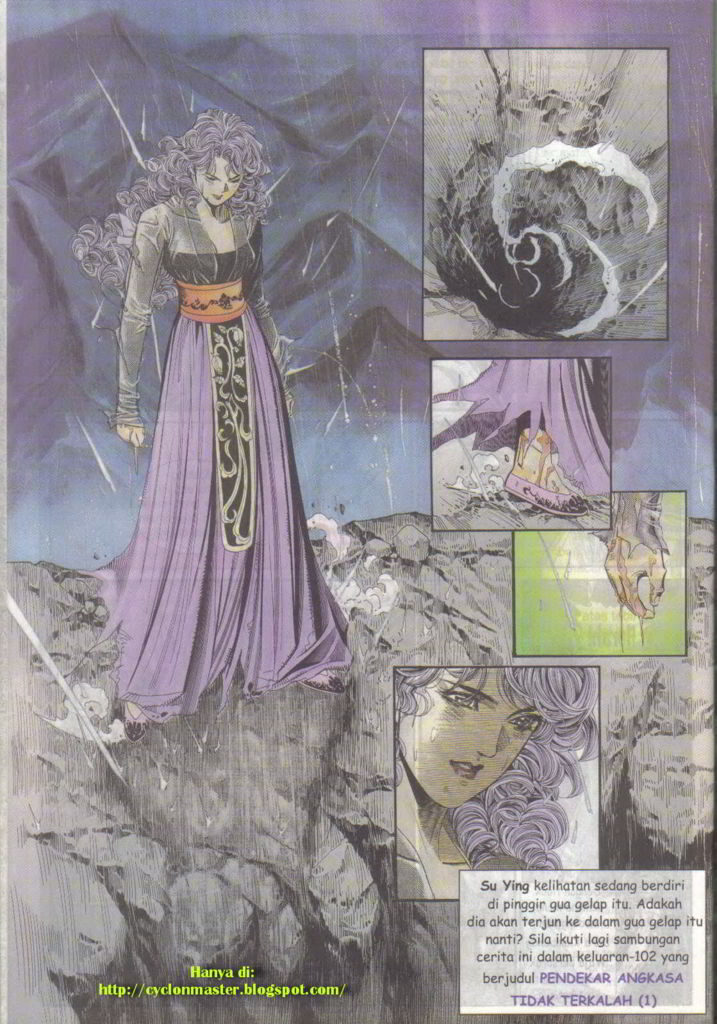 Su Ying kelihatan sedang berdiri
di pinggir gua gelap itu. Adakah
dia akan terjun ke dalam gua gelap itu
nanti? Sila ikuti lagi sambungan
cerita ini dalam keluaran-102 yang
berjudul PENDEKAR ANGKASA
TIDAK TERKALAH (1)
Hanya di:
http://cyclonmaster.blogspot.com/